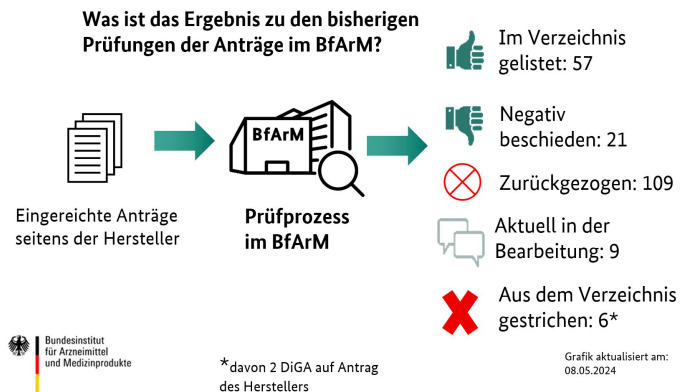 Was ist das Ergebnis zu den bisherigen
Prüfungen der Anträge im BfArM?
Im Verzeichnis
gelistet: 57
BfArM
Negativ
beschieden: 21
Zurückgezogen: 109
Eingereichte Anträge
seitens der Hersteller
Prüfprozess
im BfArM
Aktuell in der
Bearbeitung: 9
Aus dem Verzeichnis
gestrichen: 6*
Bundesinstitut
für Arzneimittel
und Medizinprodukte
*davon 2 DiGA auf Antrag
des Herstellers
Grafik aktualisiert am:
08.05.2024